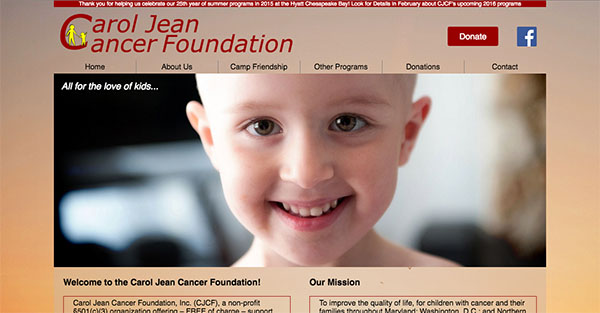 Thank you for helping us celebrate our 25th year of summer programs in 2015 at the Hyatt Chesapeake Bay! Look for Details in February about CJCF's upcoming 2016 programs
Carol Jean
Cancer Foundation
Donate
f
Home About Us Camp Friendship Other Programs Donations Contact
All for the love of kids...
Welcome to the Carol Jean Cancer Foundation!
Carol Jean Cancer Foundation, Inc. (CJCF), a non-profit
6501(c)(3) organization offering – FREE of charge – support
Our Mission
To improve the quality of life, for children with cancer and their
families throughout Maryland; Washington, D.C.; and Northern